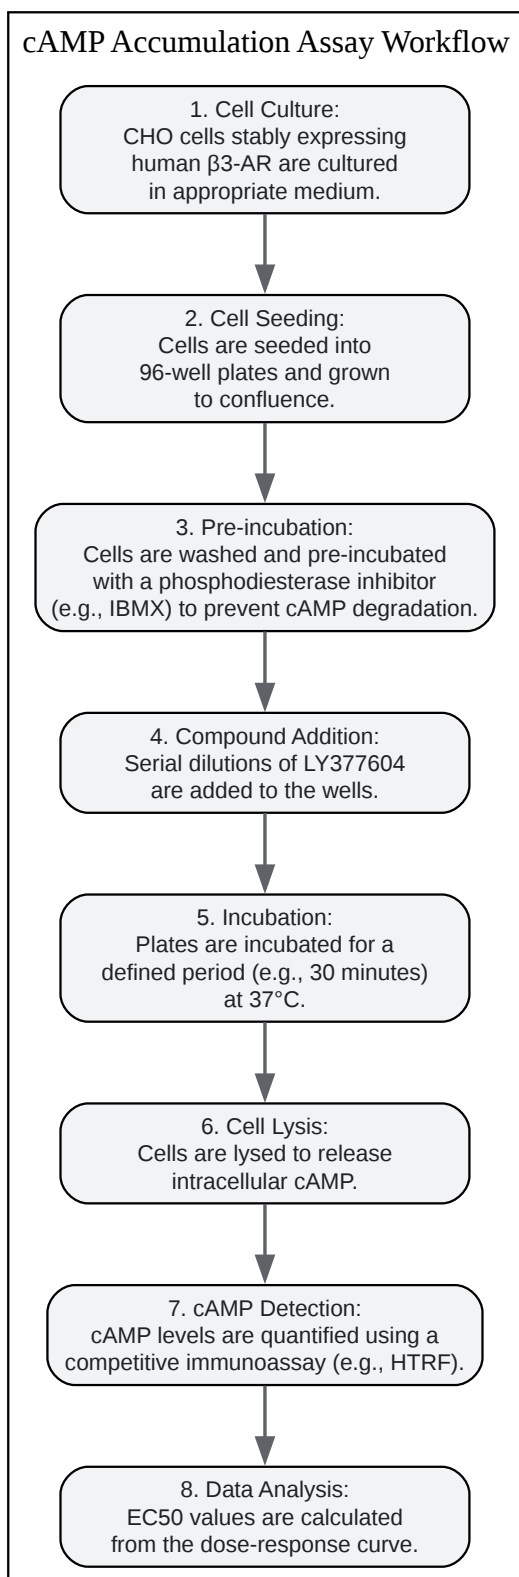 cAMP Accumulation Assay Workflow
1. Cell Culture:
CHO cells stably expressing
human β3-AR are cultured
in appropriate medium.
2. Cell Seeding:
Cells are seeded into
96-well plates and grown
to confluence.
3. Pre-incubation:
Cells are washed and pre-incubated
with a phosphodiesterase inhibitor
(e.g., IBMX) to prevent cAMP degradation.
4. Compound Addition:
Serial dilutions of LY377604
are added to the wells.
5. Incubation:
Plates are incubated for a
defined period (e.g., 30 minutes)
at 37°C.
6. Cell Lysis:
Cells are lysed to release
intracellular cAMP.
7. cAMP Detection:
cAMP levels are quantified using a
competitive immunoassay (e.g., HTRF).
8. Data Analysis:
EC50 values are calculated
from the dose-response curve.